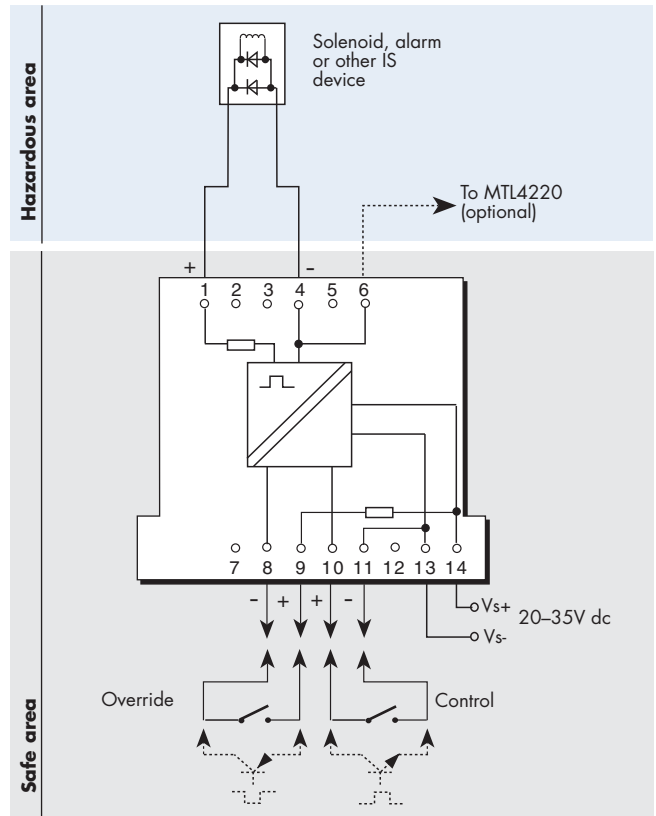 Hazardous area
Solenoid, alarm
or other IS
device
To MTL4220
(optional)
+ -
1 2 3 4 5 6
7 8 9 10 11 12 13 14
- + + -
Vs+
20–35V dc
Vs-
Override
Control
Safe area